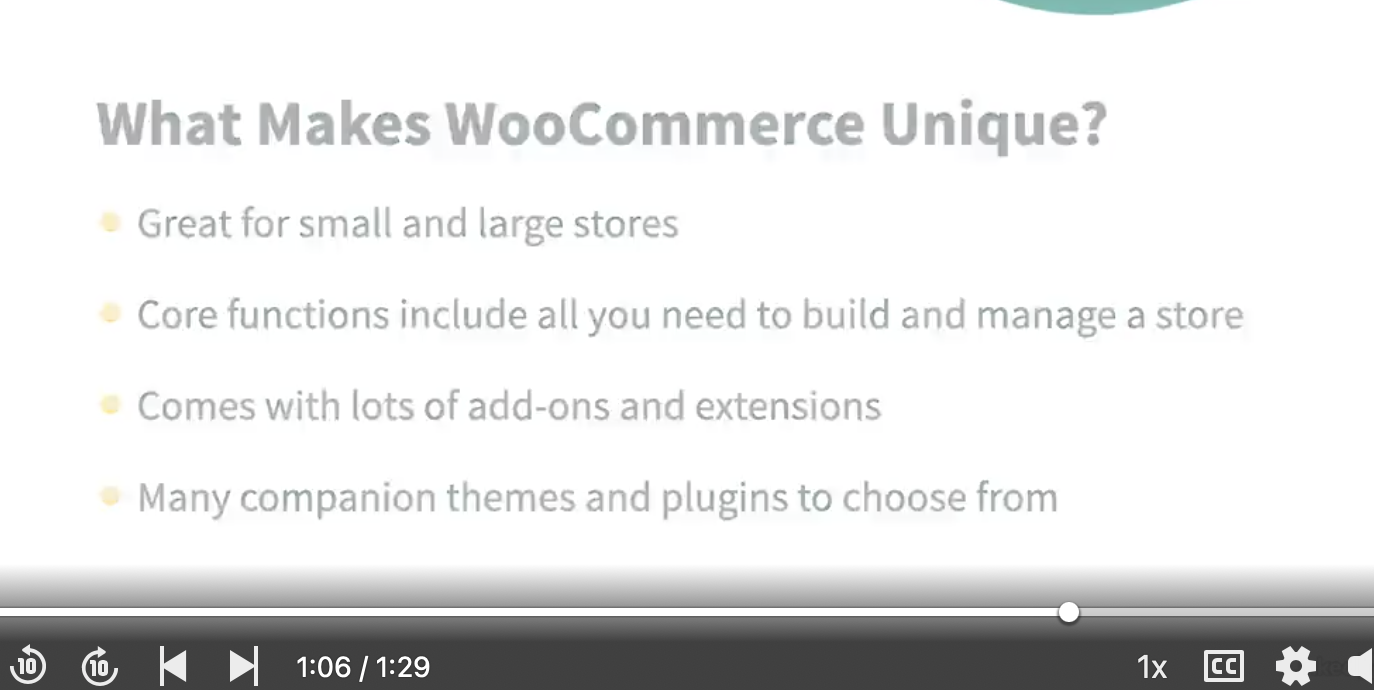 What Makes WooCommerce Unique?
Great for small and large stores
Core functions include all you need to build and manage a store
Comes with lots of add-ons and extensions
Many companion themes and plugins to choose from
10 10 1:06 / 1:29 1x CC